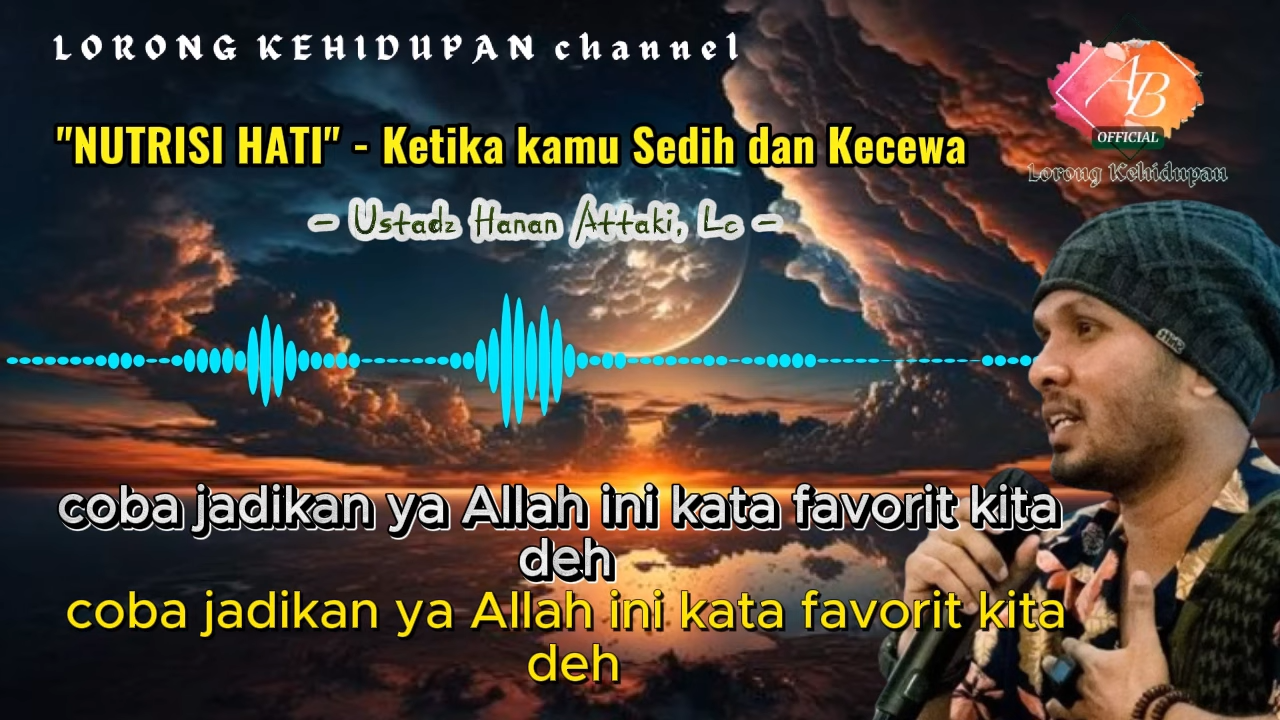 LORONG KEHIDUPAN channel
AB
OFFICIAL
Lorong Kehidupan
"NUTRISI HATI" - Ketika kamu Sedih dan Kecewa
- Ustadz Hanan Attaki, Lc -
coba jadikan ya Allah ini kata favorit kita
deh
coba jadikan ya Allah ini kata favorit kita
deh